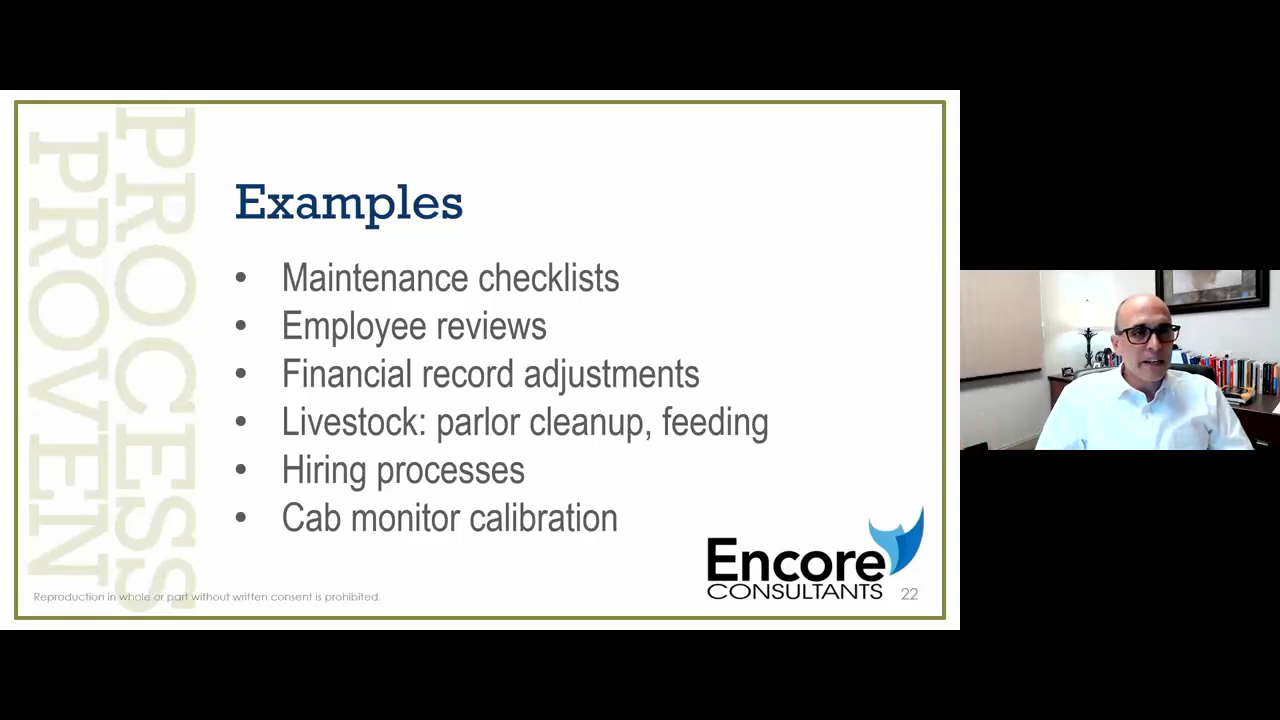 PROVEN
PROCESS
Examples
• Maintenance checklists
• Employee reviews
• Financial record adjustments
• Livestock: parlor cleanup, feeding
• Hiring processes
• Cab monitor calibration
Encore
CONSULTANTS
22
Reproduction in whole or part without written consent is prohibited.